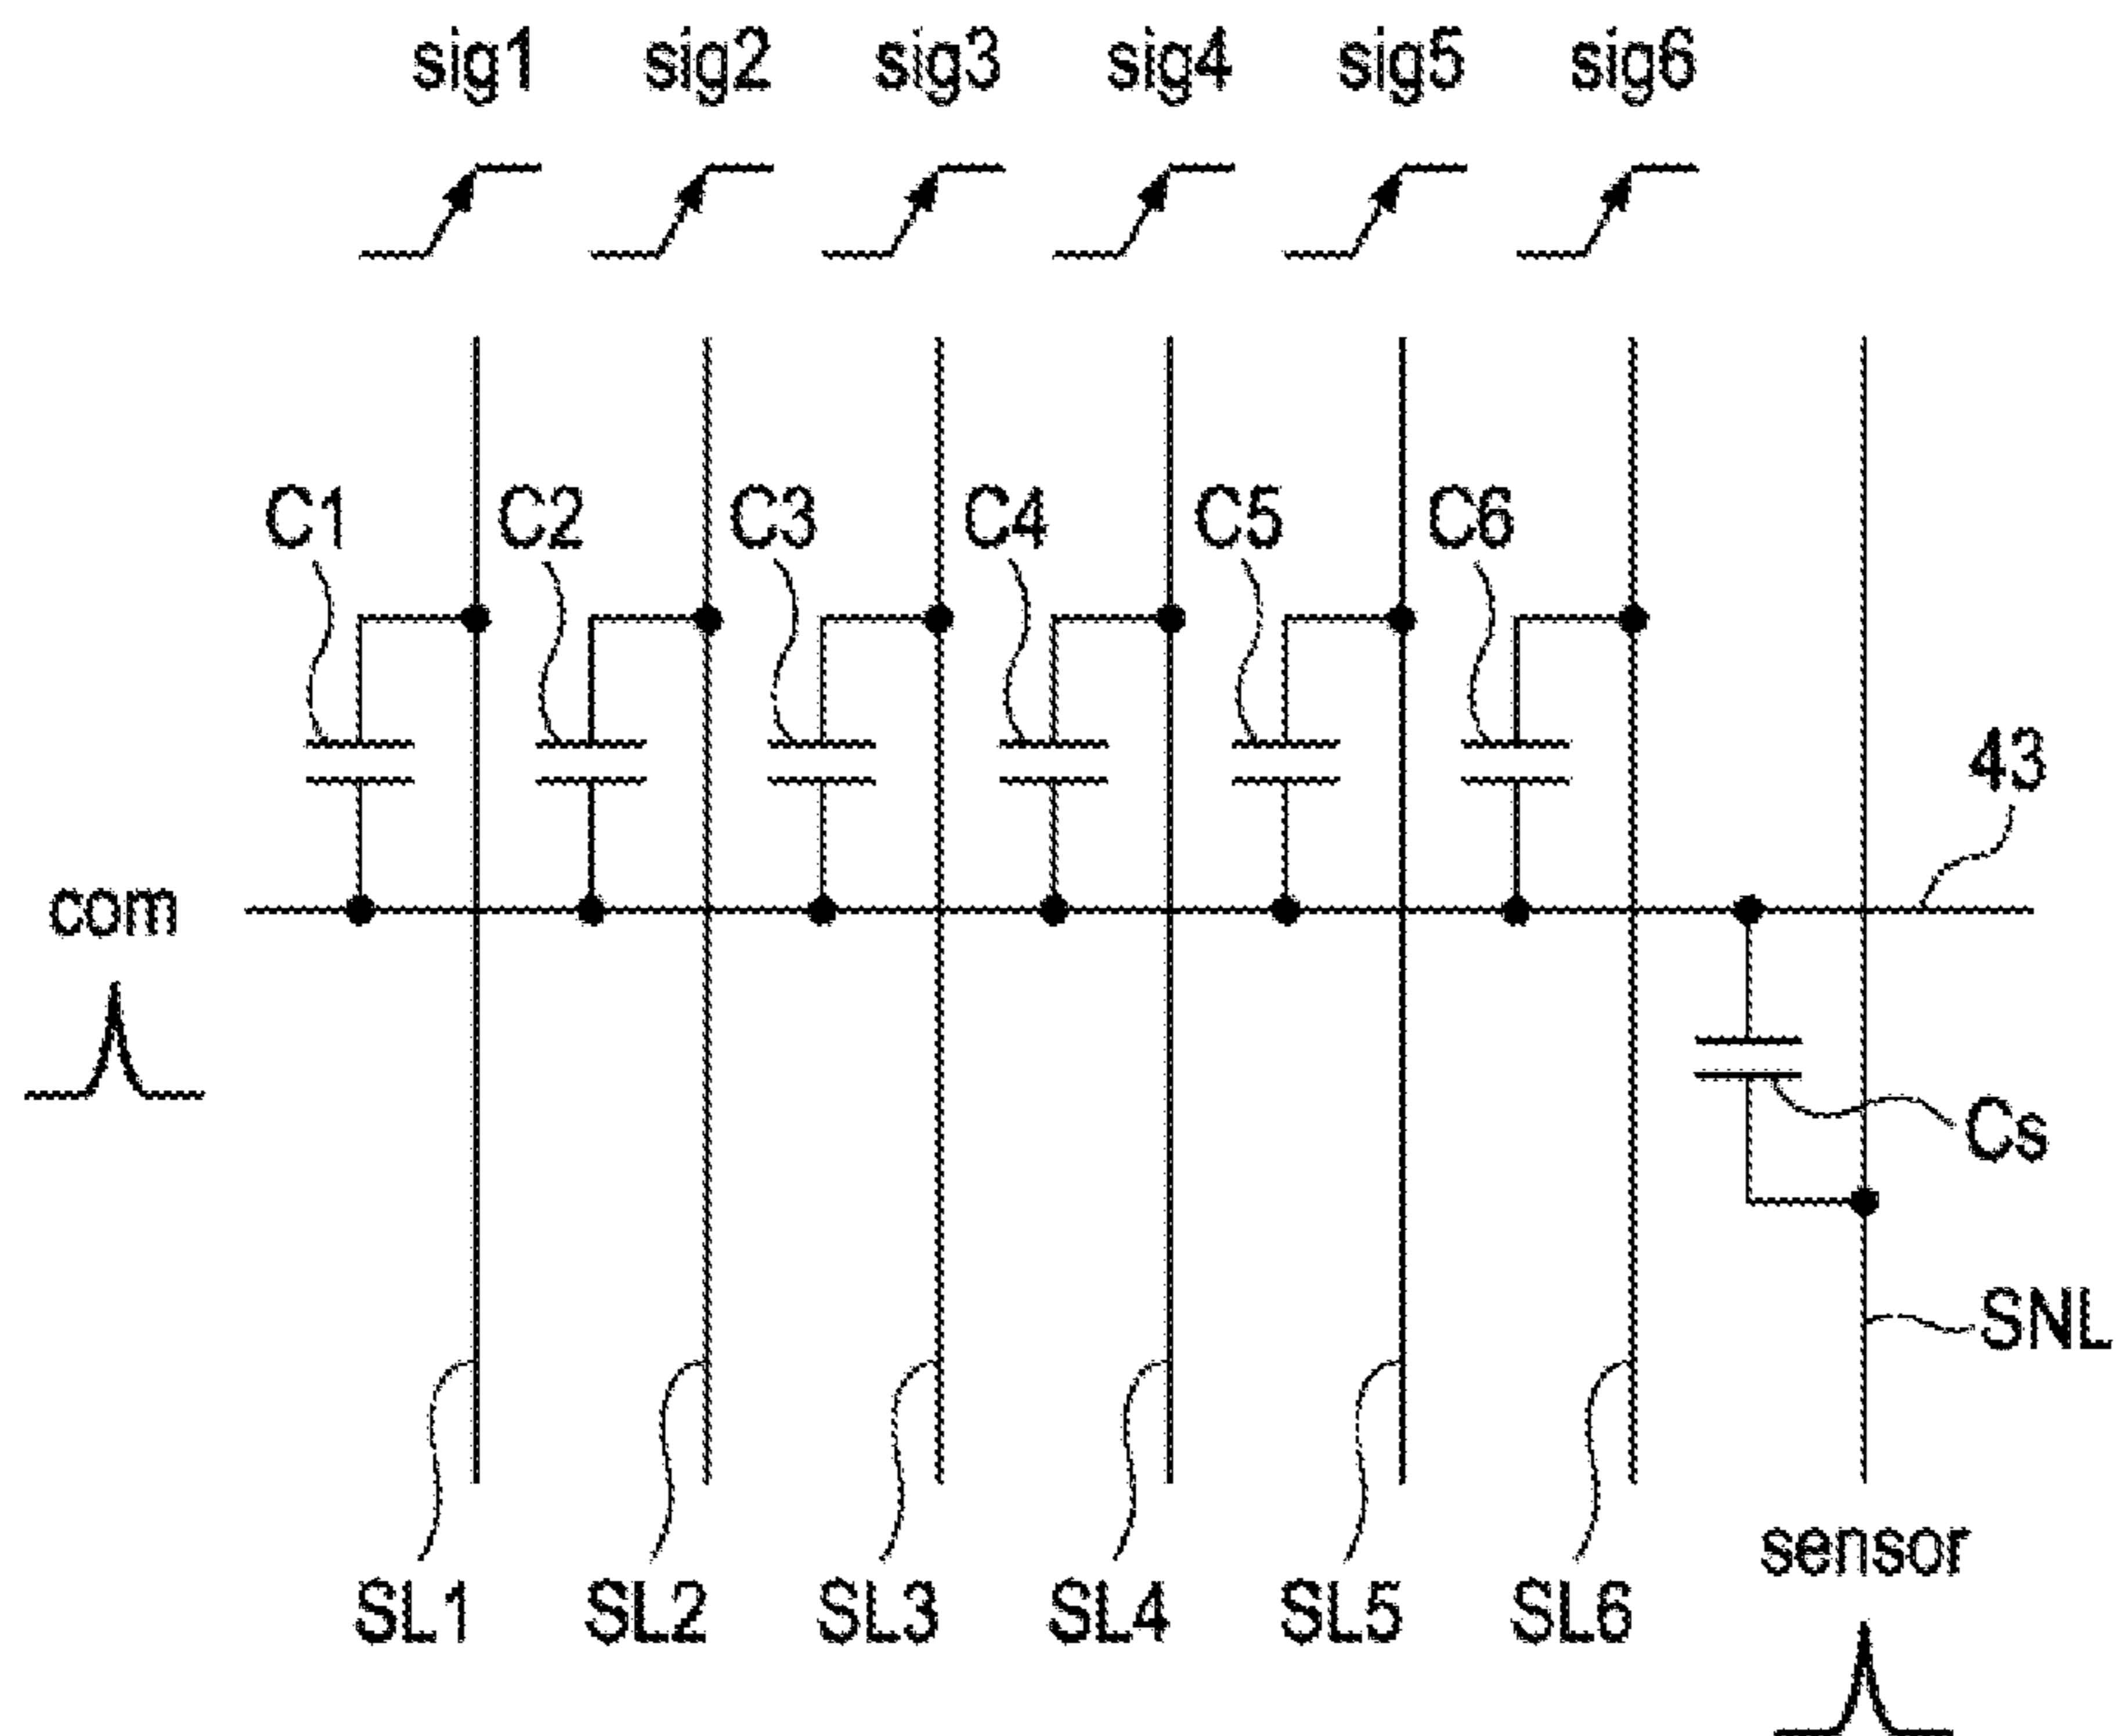 sig1 sig2 sig3 sig4 sig5 sig6
C1 C2 C3 C4 C5 C6
43
com
Cs
SNL
sensor
SL1 SL2 SL3 SL4 SL5 SL6